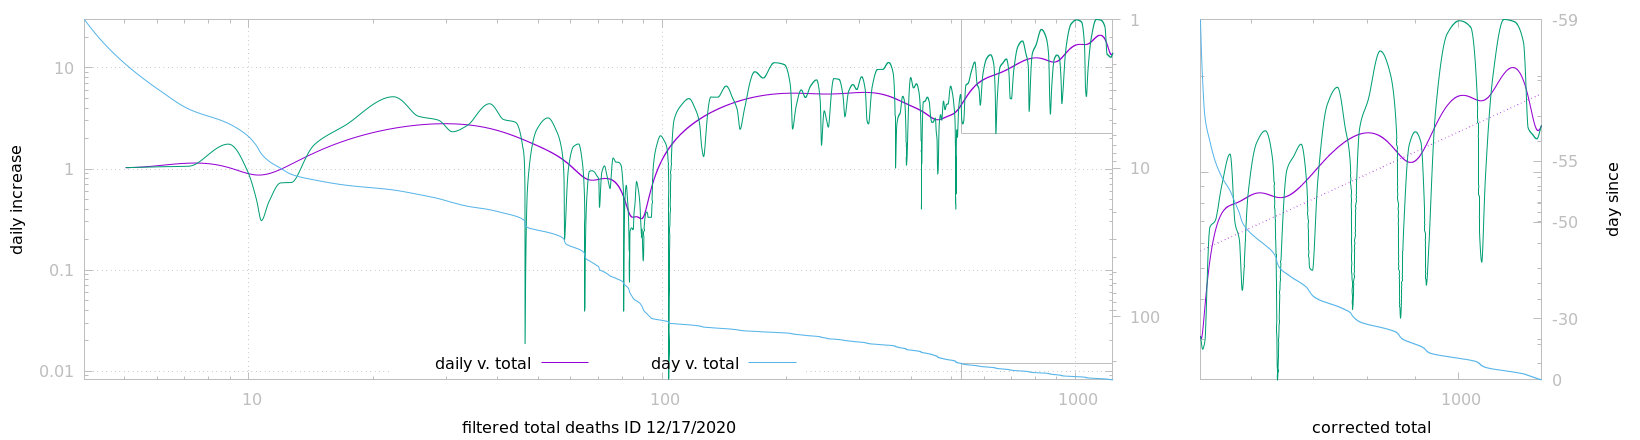 daily increase
10
1
0.1
0.01
1
10
100
daily v. total
day v. total
10
100
1000
filtered total deaths ID 12/17/2020
-59
-55
-50
-30
0
day since
1000
corrected total